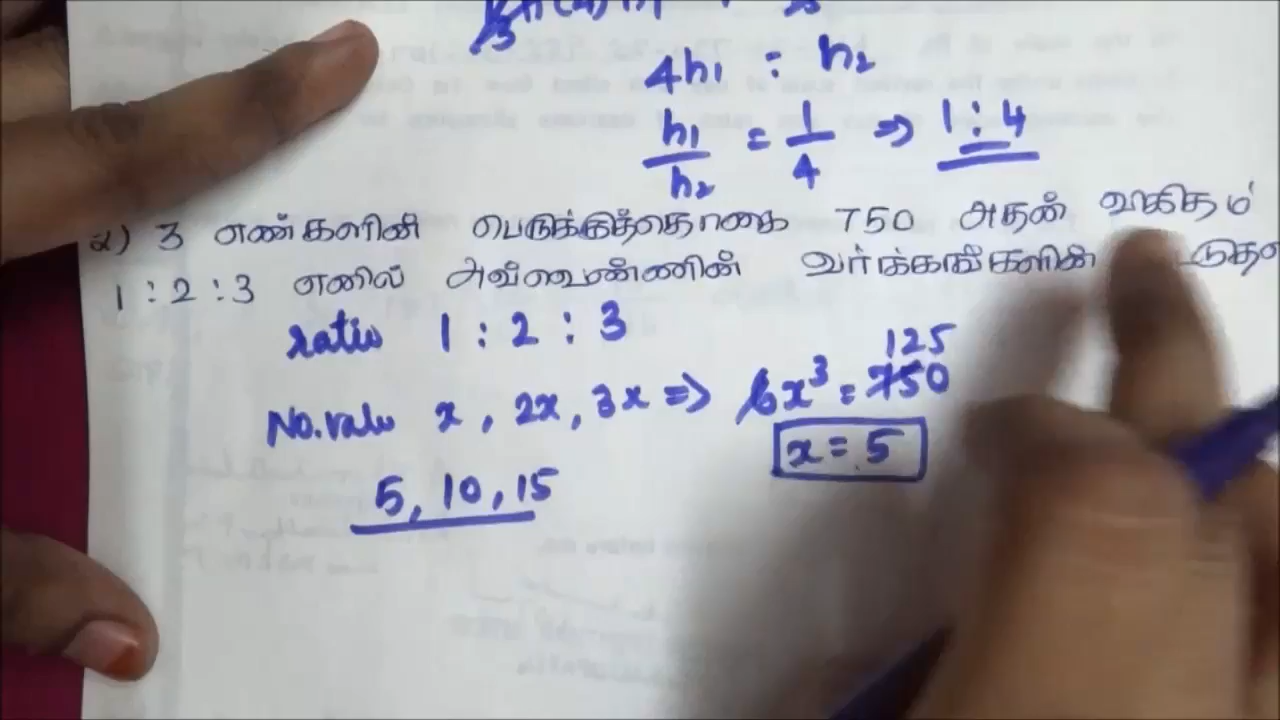 4h1 : h2
h1/h2 = 1/4 ⇒ 1 : 4
2) 3 எண்களின் பெருக்குத்தொகை 750 அதன் விகிதம்
1 : 2 : 3 எனில் அவ்வெண்ணின் வர்க்கங்களின்
ratio 1 : 2 : 3
125
No. valu x, 2x, 3x ⇒ 6x³ = 750
x = 5
5, 10, 15